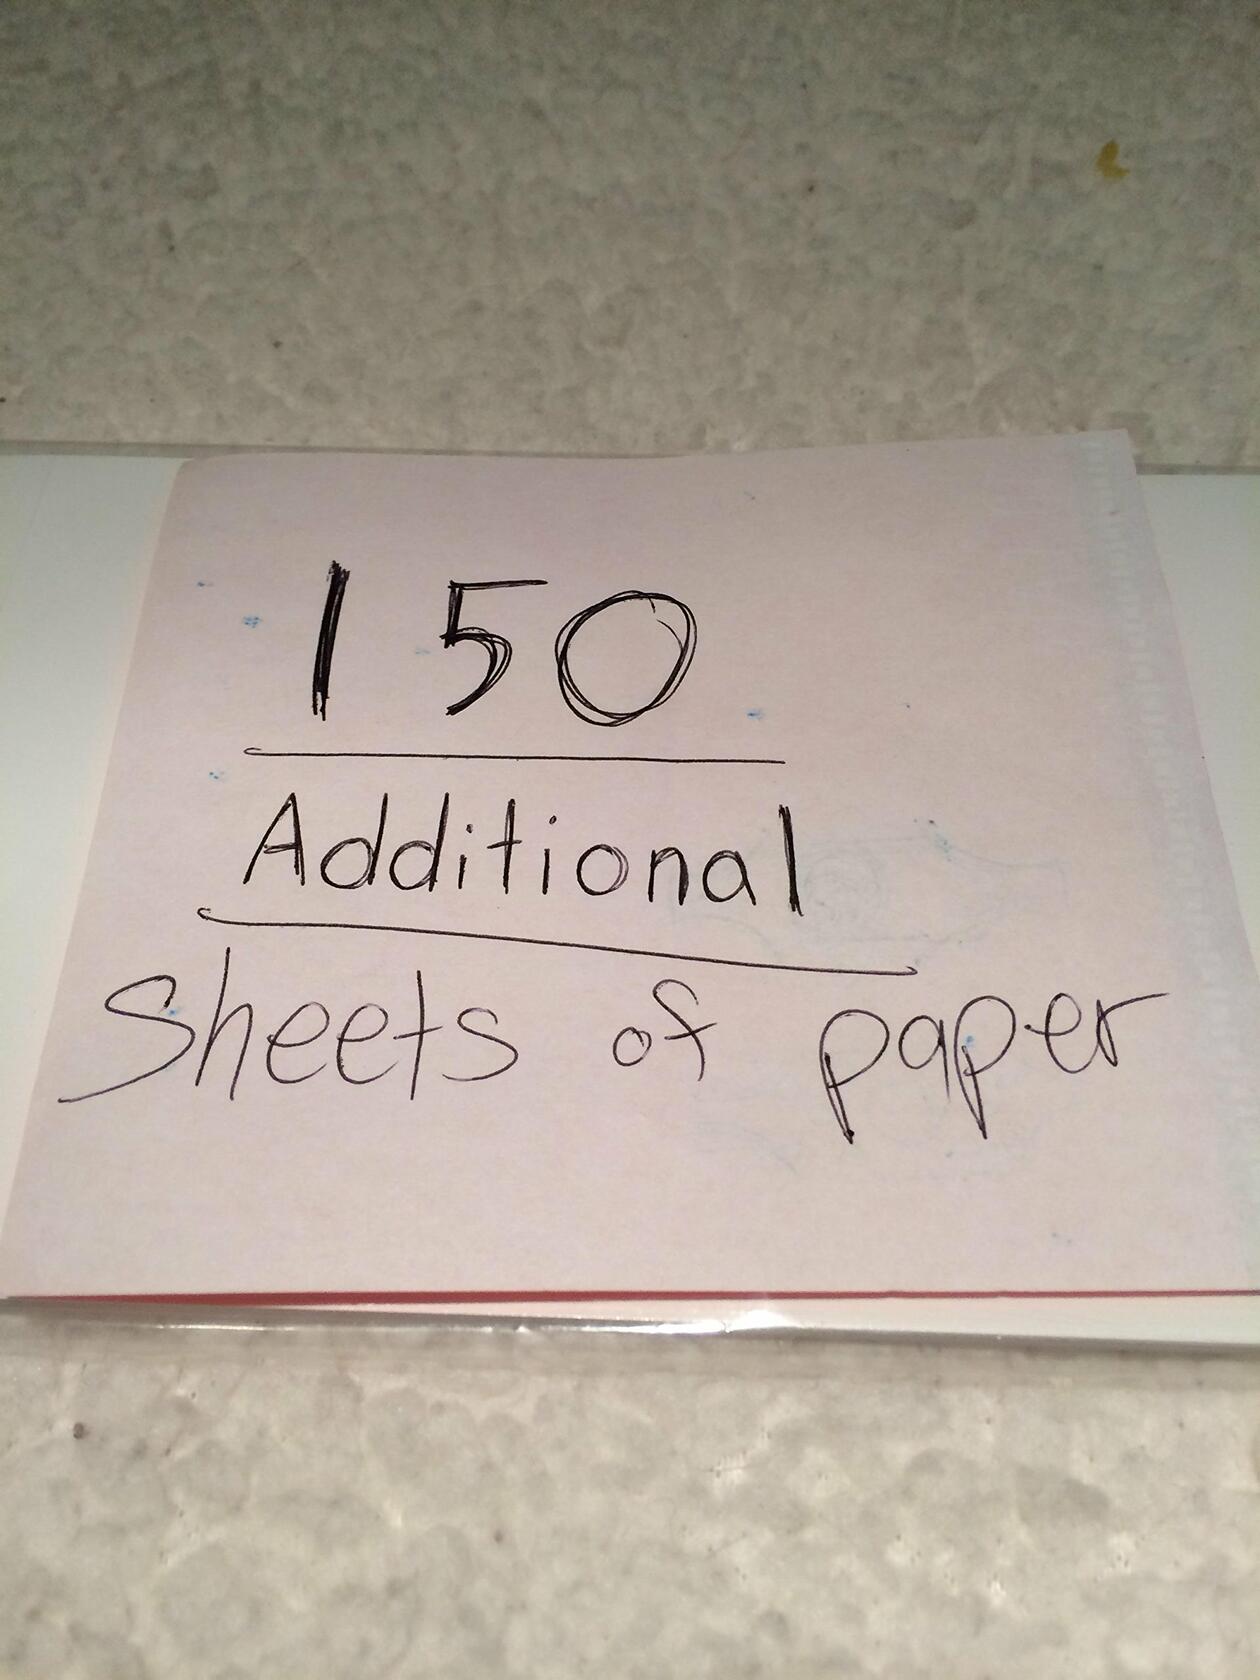 150
Additional
Sheets of paper